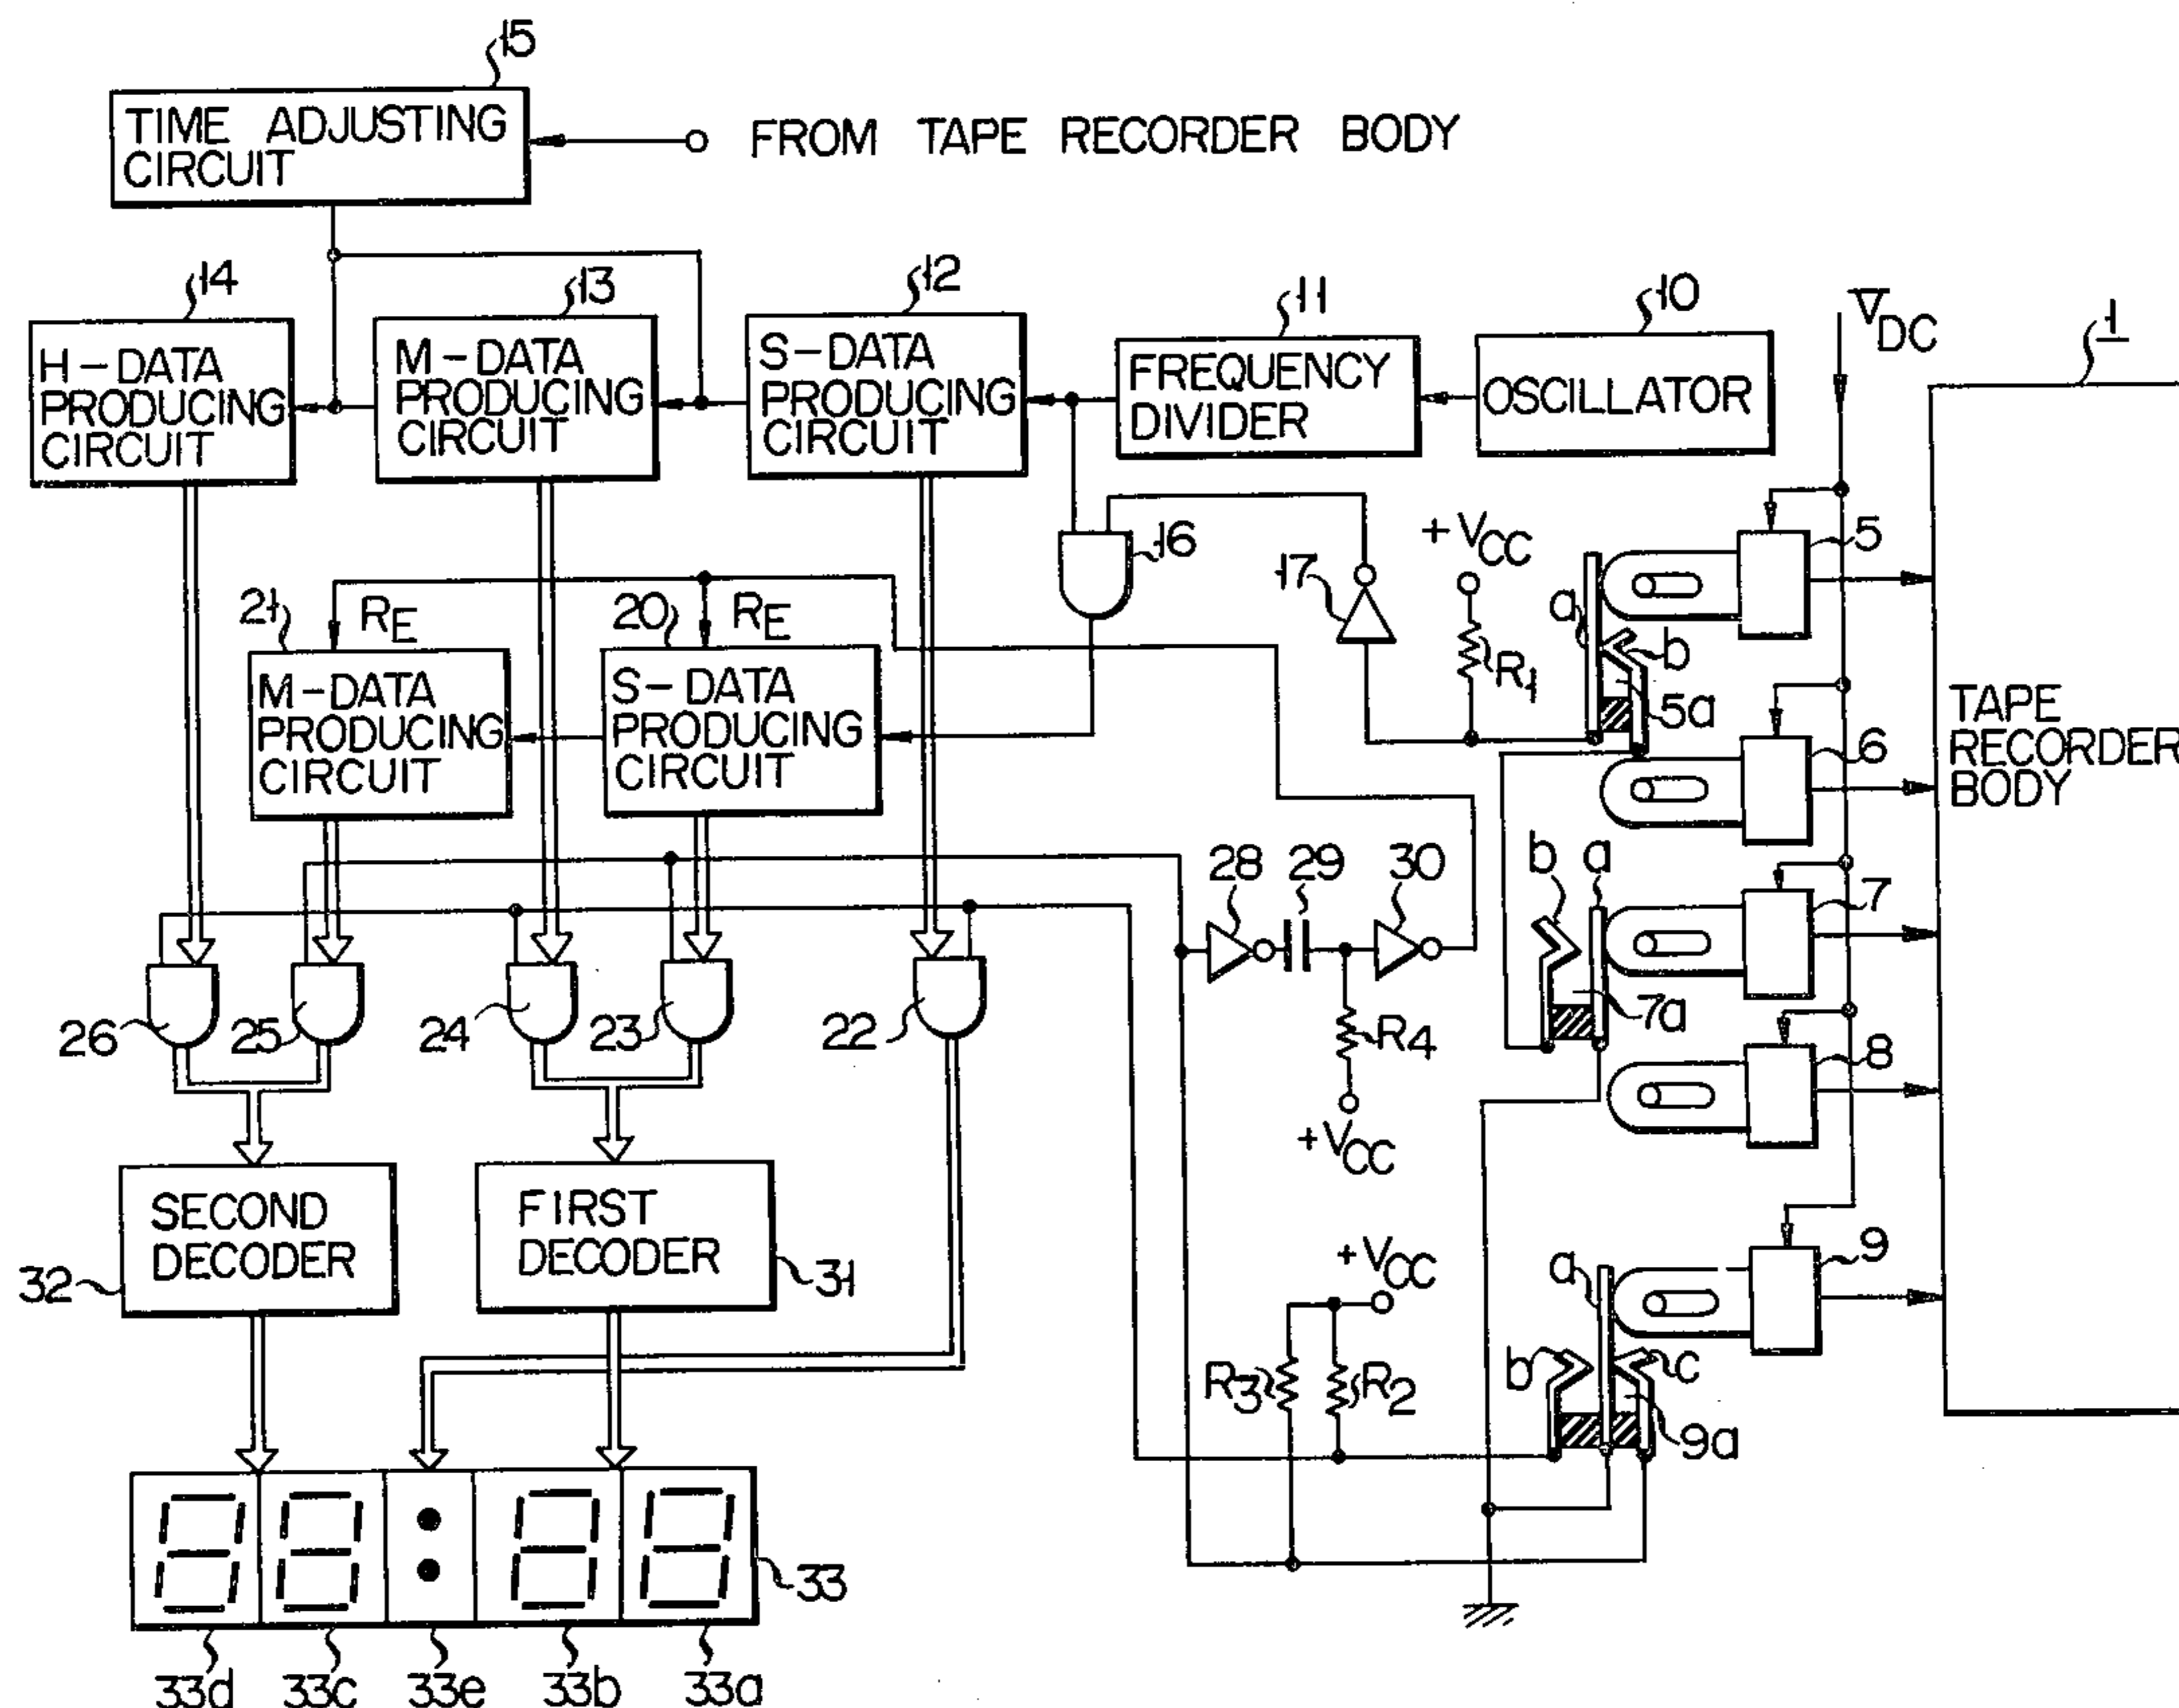 15
TIME ADJUSTING
CIRCUIT
FROM TAPE RECORDER BODY
14
13
12
11
10
V̅DC
1
H-DATA
PRODUCING
CIRCUIT
M-DATA
PRODUCING
CIRCUIT
S-DATA
PRODUCING
CIRCUIT
FREQUENCY
DIVIDER
OSCILLATOR
16
17
+VCC
R1
a
b
5a
5
21
RE
20
RE
M-DATA
PRODUCING
CIRCUIT
S-DATA
PRODUCING
CIRCUIT
TAPE
RECORDER
BODY
6
28
29
30
b
a
7
7a
R4
+VCC
8
26
25
24
23
22
SECOND
DECODER
32
FIRST
DECODER
31
+VCC
R3
R2
a
b
c
9a
9
33
33d
33c
33e
33b
33a